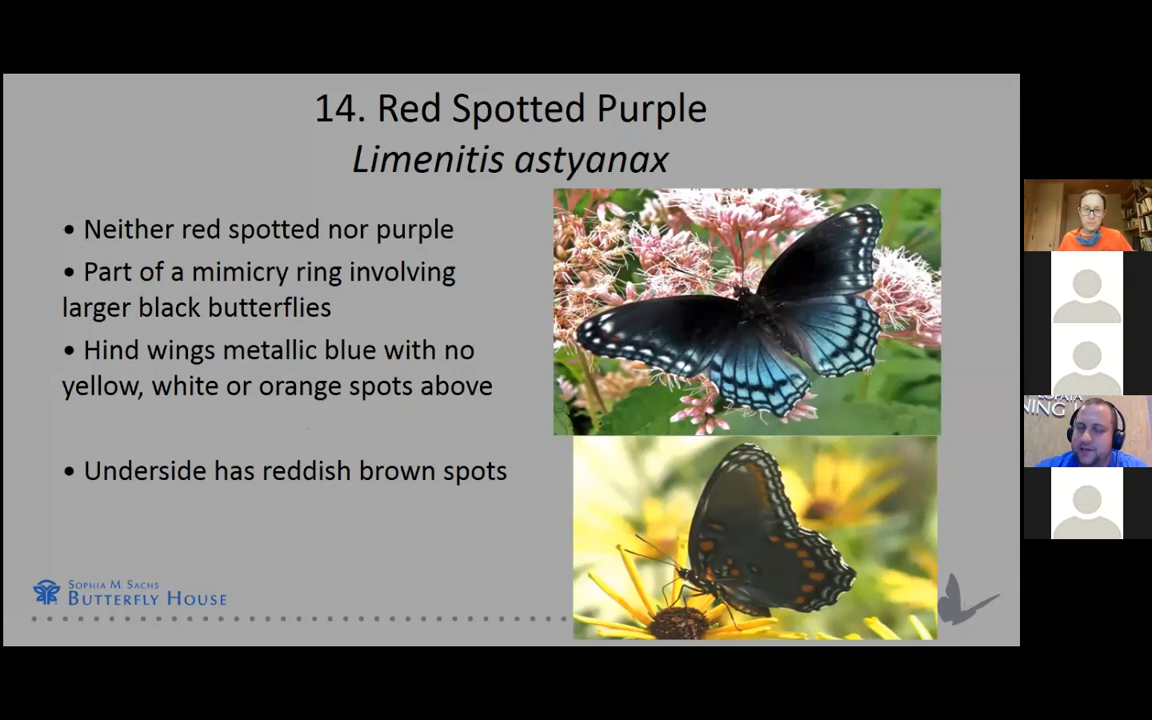 14. Red Spotted Purple
Limenitis astyanax
• Neither red spotted nor purple
• Part of a mimicry ring involving
larger black butterflies
• Hind wings metallic blue with no
yellow, white or orange spots above
• Underside has reddish brown spots
SOPHIA M. SACHS
BUTTERFLY HOUSE